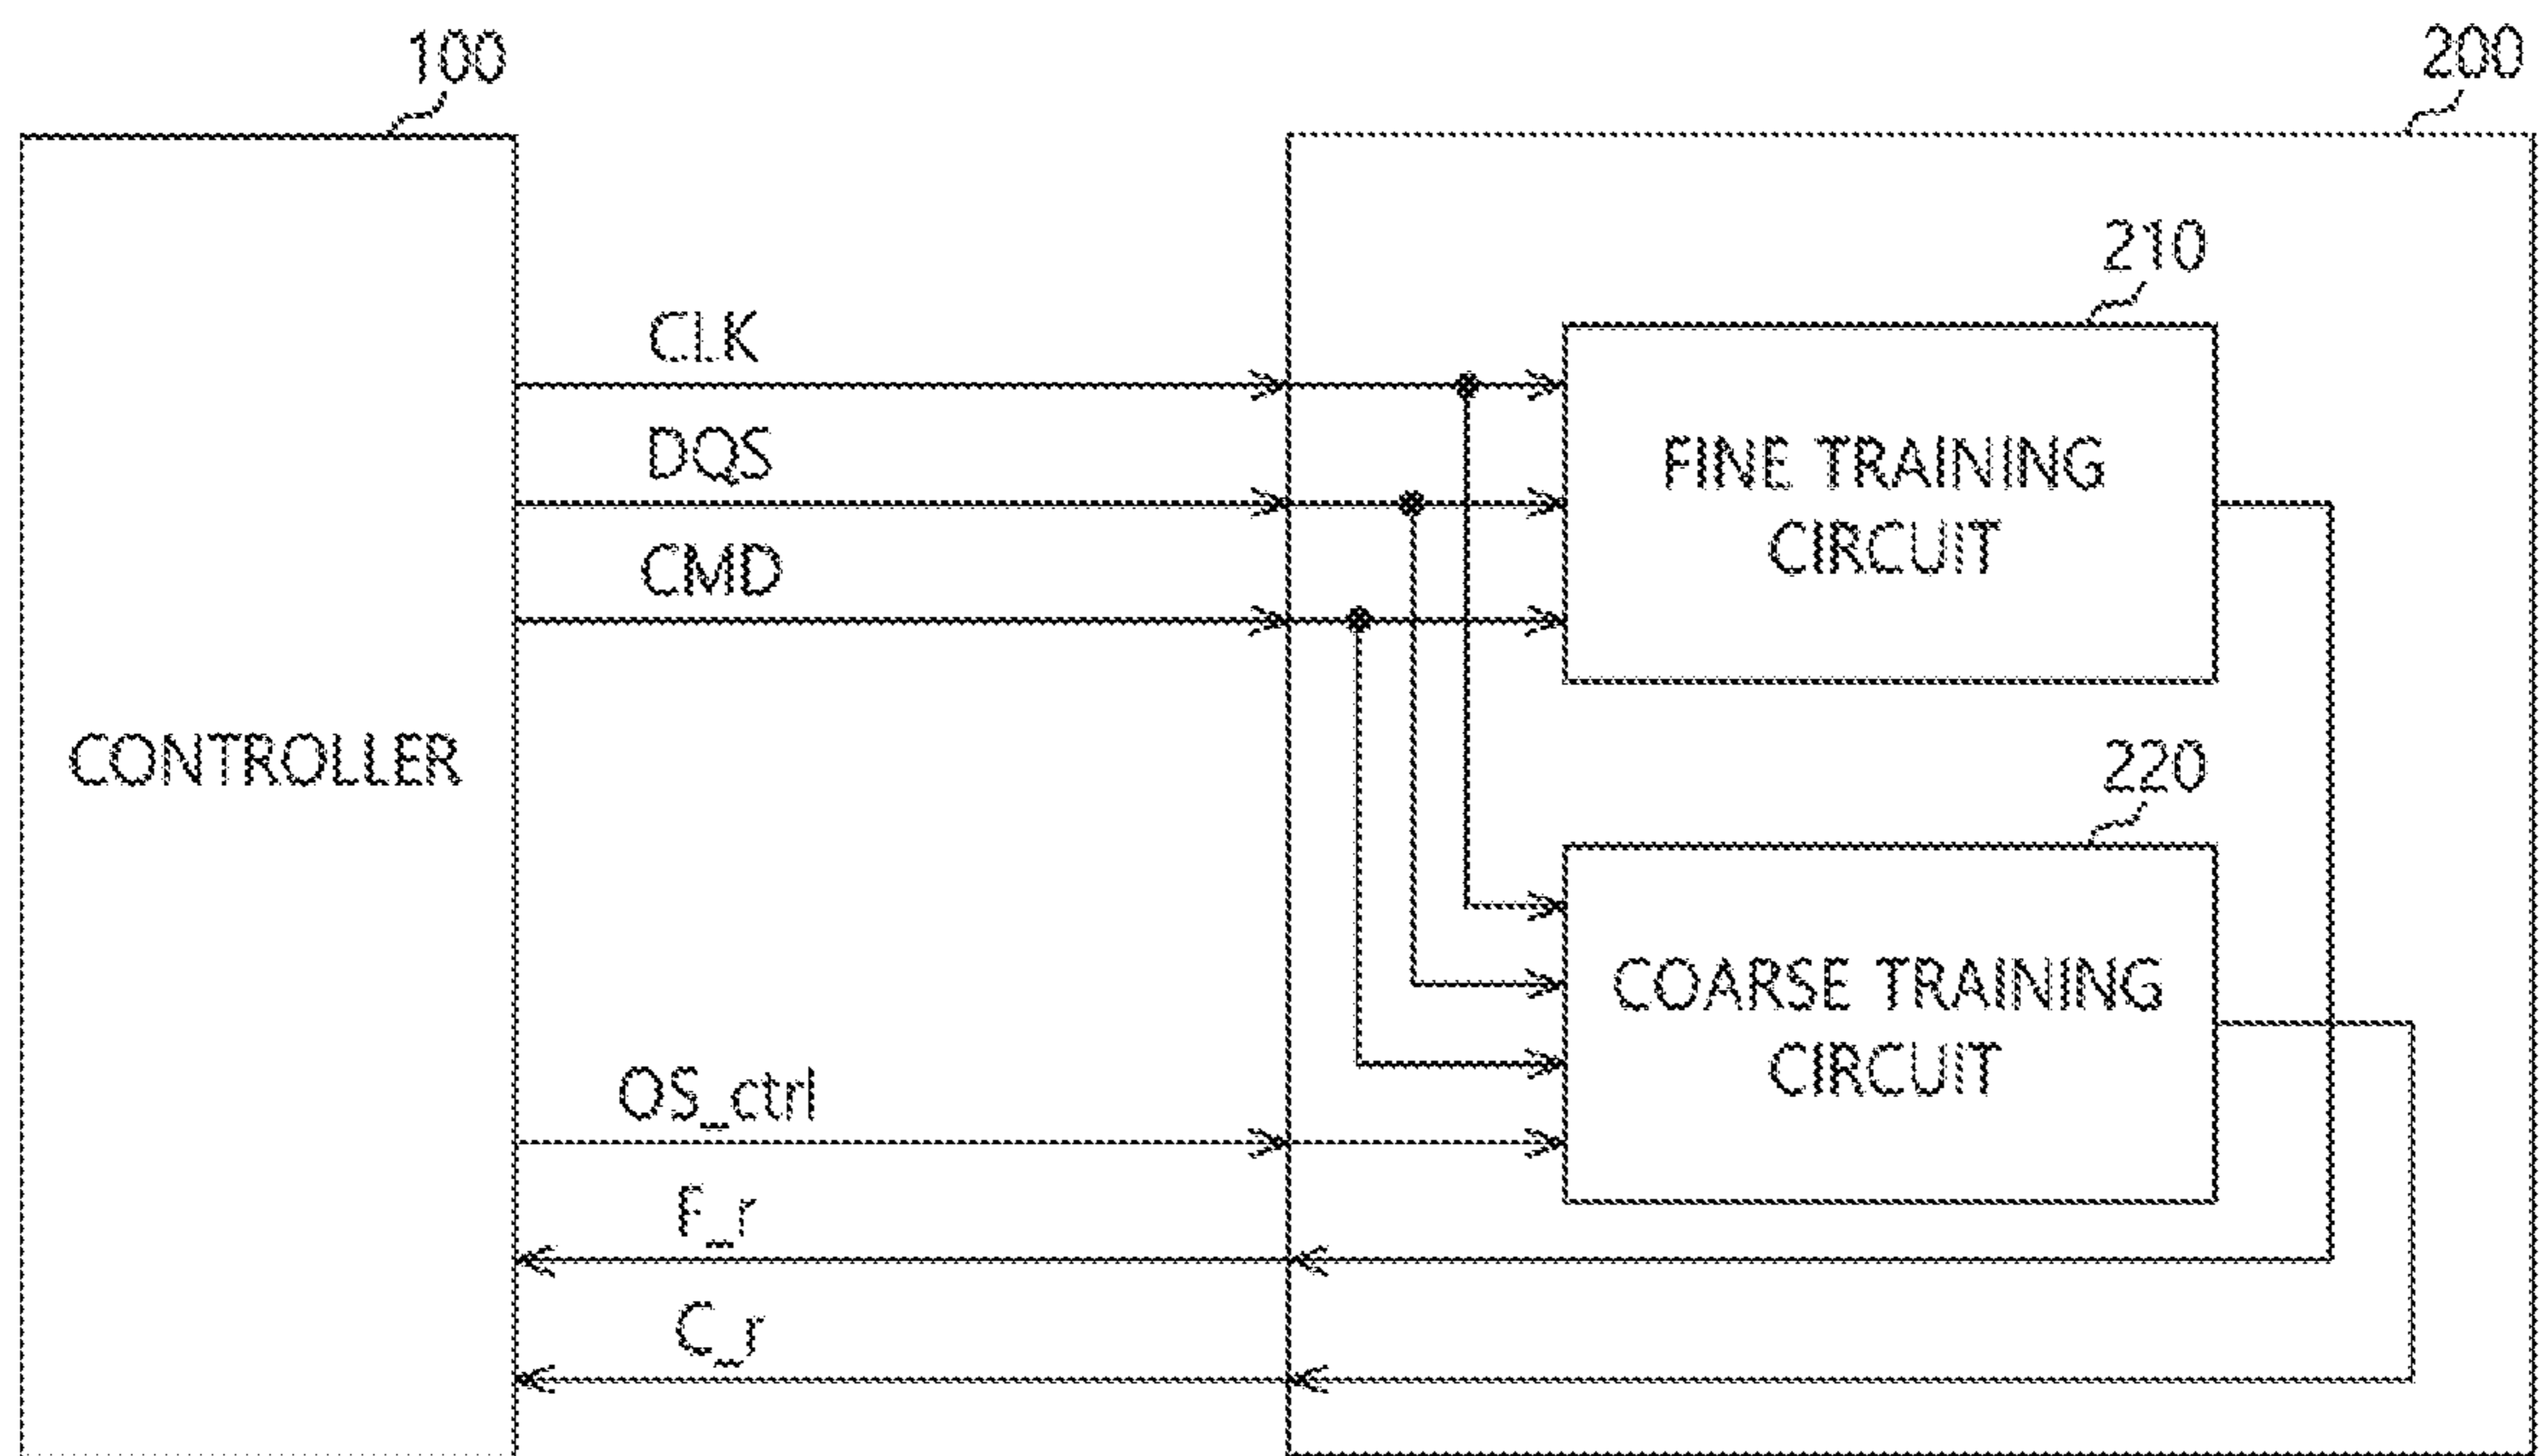 100
200
210
CLK
DQS
CMD
FINE TRAINING
CIRCUIT
CONTROLLER
220
COARSE TRAINING
CIRCUIT
OS_ctrl
F_r
C_r